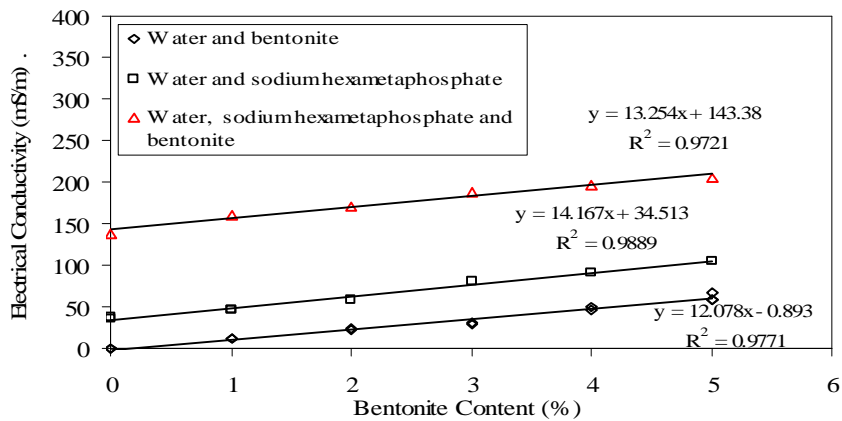 400
350
300
250
200
150
100
50
0
Electrical Conductivity (mS/m) .
Water and bentonite
Water and sodium hexametaphosphate
Water, sodium hexametaphosphate and
bentonite
y = 13.254x + 143.38
R² = 0.9721
y = 14.167x + 34.513
R² = 0.9889
y = 12.078x - 0.893
R² = 0.9771
0 1 2 3 4 5 6
Bentonite Content (%)